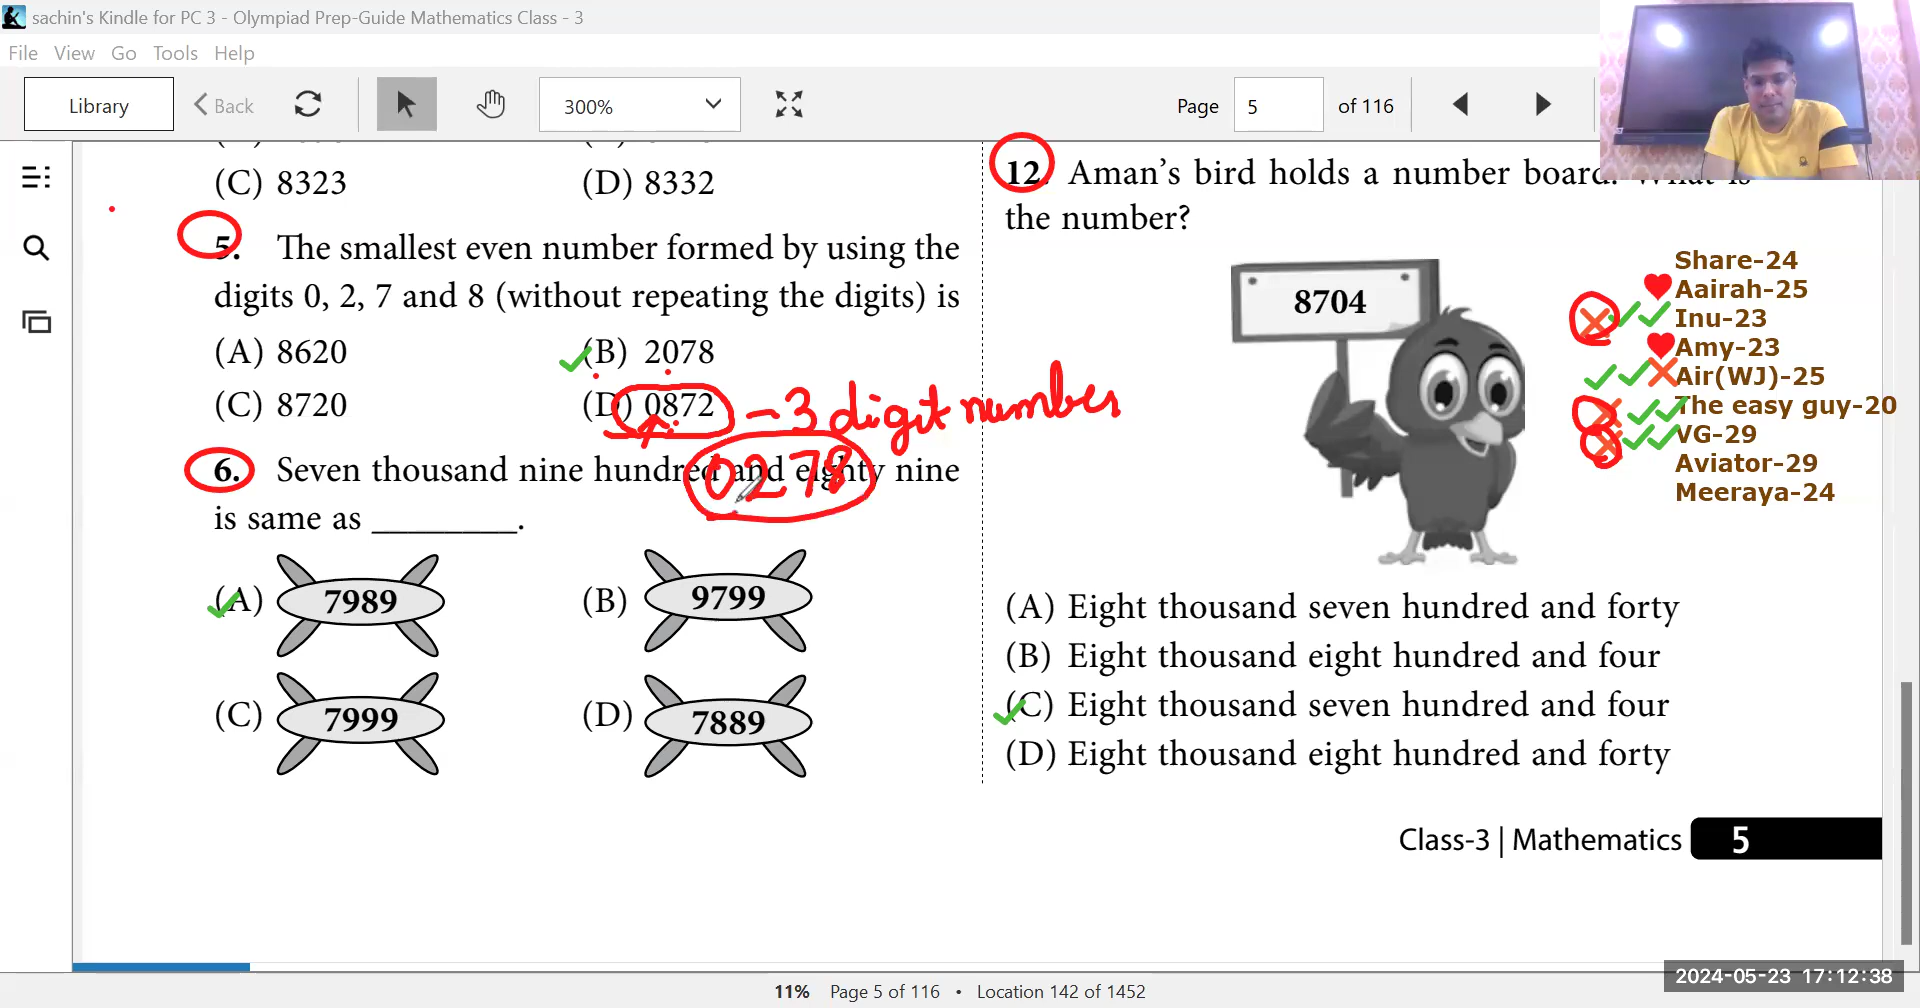 sachin's Kindle for PC 3 - Olympiad Prep-Guide Mathematics Class - 3
File View Go Tools Help
Library
Back
300%
Page 5 of 116
(C) 8323 (D) 8332
5. The smallest even number formed by using the
digits 0, 2, 7 and 8 (without repeating the digits) is
(A) 8620 (B) 2078
(C) 8720 (D) 0872
- 3 digit number
0278
6. Seven thousand nine hundred and eighty nine
is same as ________.
(A) 7989 (B) 9799
(C) 7999 (D) 7889
12. Aman's bird holds a number board. What is
the number?
8704
(A) Eight thousand seven hundred and forty
(B) Eight thousand eight hundred and four
(C) Eight thousand seven hundred and four
(D) Eight thousand eight hundred and forty
Share-24
Aairah-25
Inu-23
Amy-23
Air(WJ)-25
The easy guy-20
VG-29
Aviator-29
Meeraya-24
Class-3 | Mathematics 5
2024-05-23 17:12:38
11% Page 5 of 116 • Location 142 of 1452